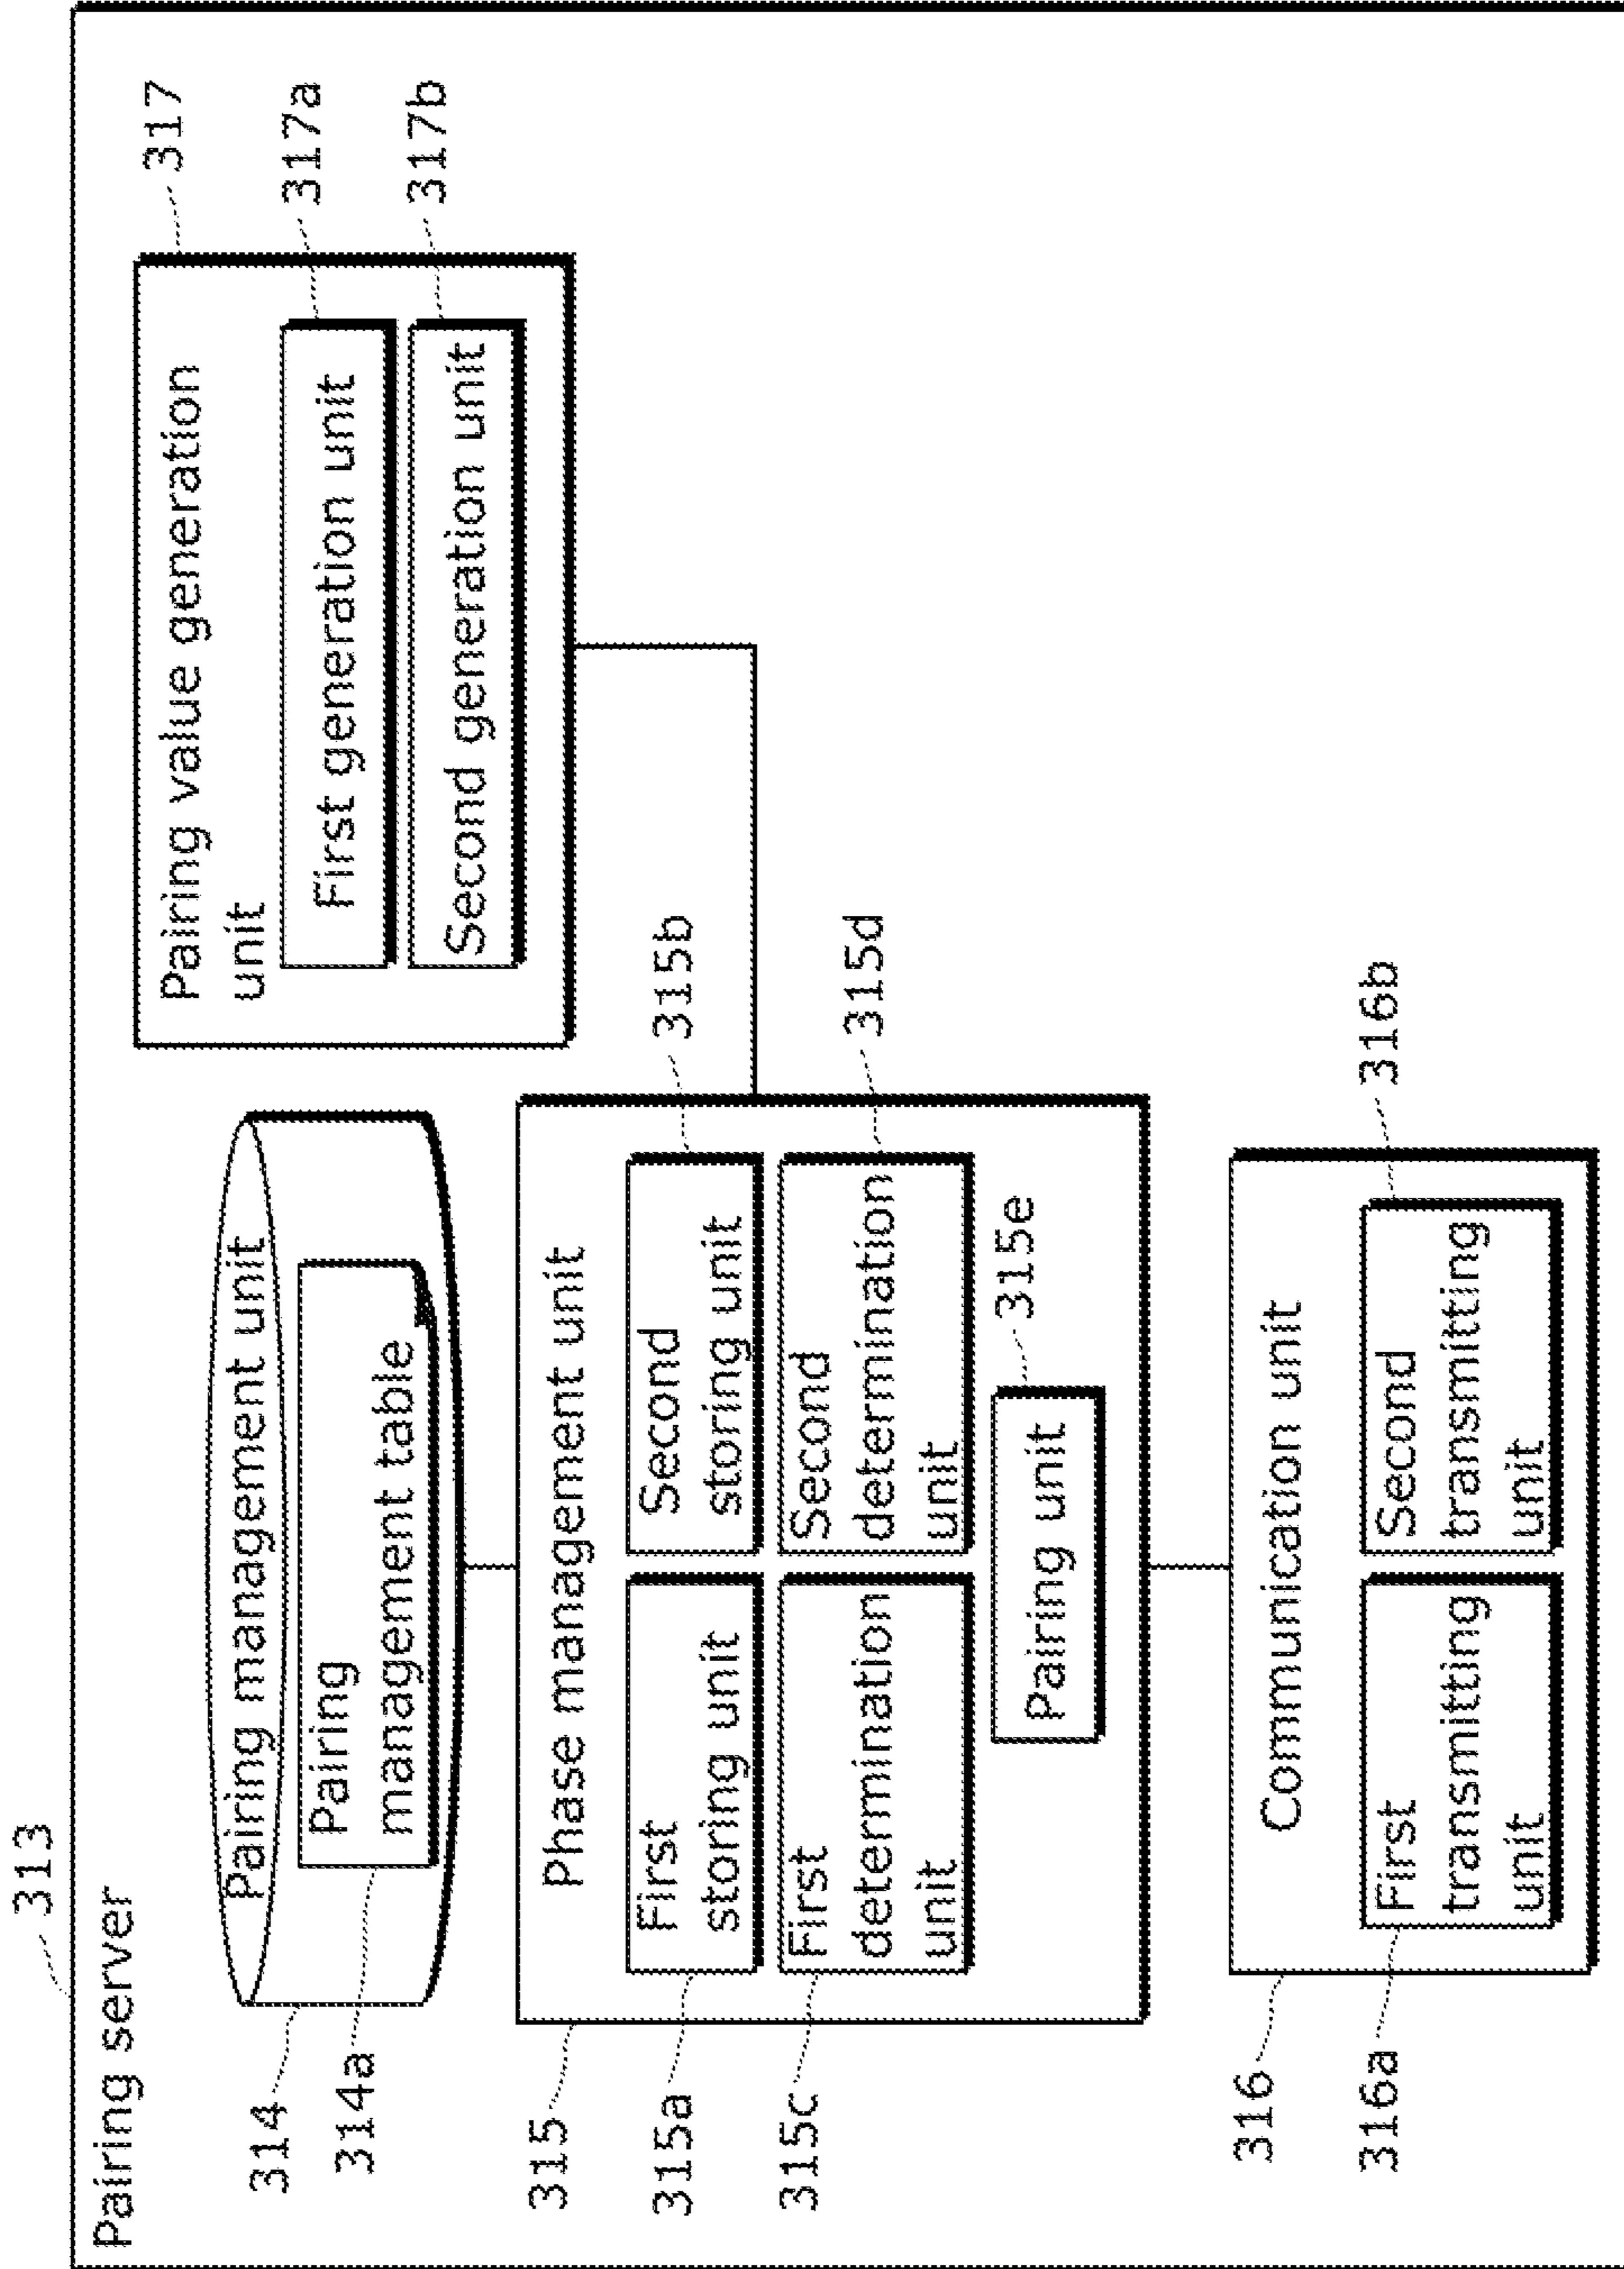 313
Pairing server
314
Pairing management unit
314a
Pairing
management table
317
Pairing value generation
unit
317a
First generation unit
317b
Second generation unit
315
Phase management unit
315a
First
storing unit
315b
Second
storing unit
315c
First
determination
unit
315d
Second
determination
unit
315e
Pairing unit
316
Communication unit
316a
First
transmitting
unit
316b
Second
transmitting
unit